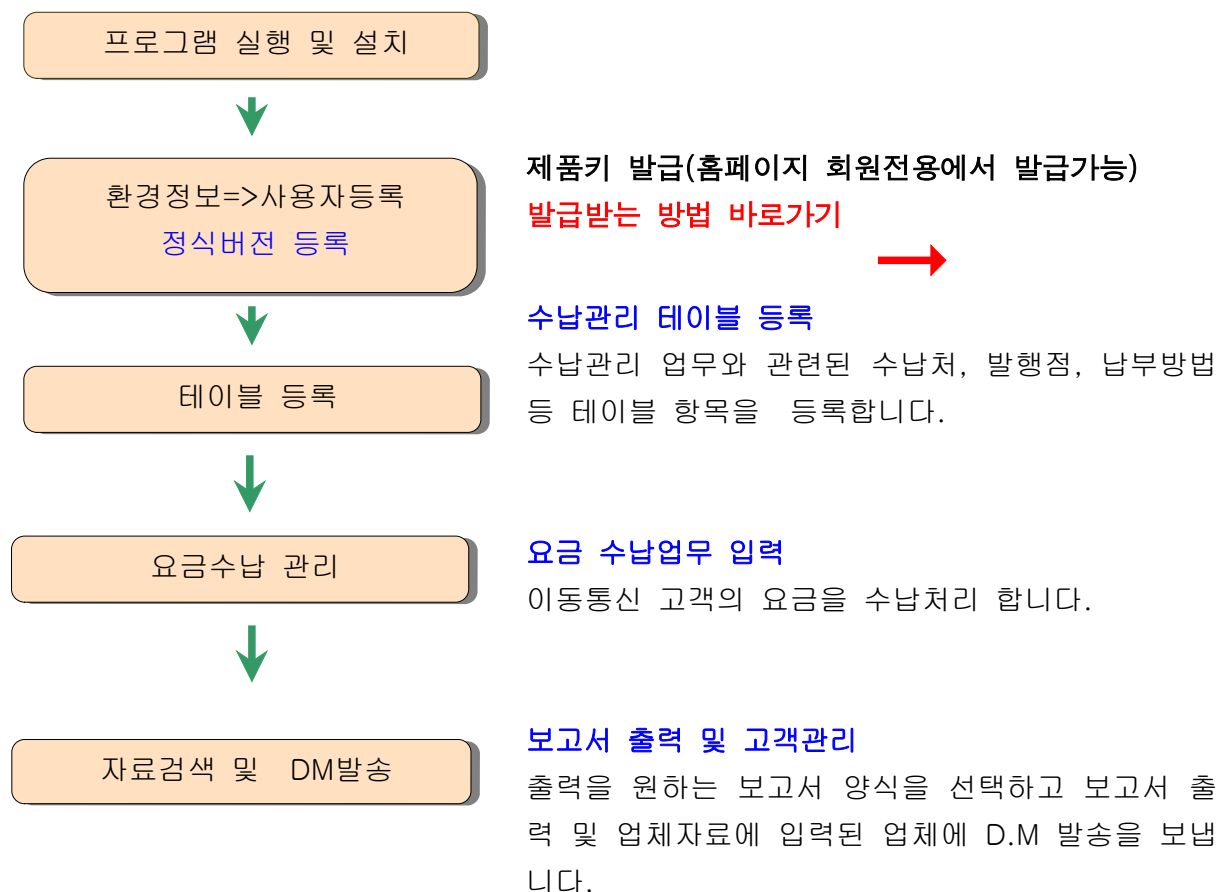 프로그램 실행 및 설치
환경정보=>사용자등록
정식버전 등록
제품키 발급(홈페이지 회원전용에서 발급가능)
발급받는 방법 바로가기
테이블 등록
수납관리 테이블 등록
수납관리 업무와 관련된 수납처, 발행점, 납부방법
등 테이블 항목을 등록합니다.
요금수납 관리
요금 수납업무 입력
이동통신 고객의 요금을 수납처리 합니다.
자료검색 및 DM발송
보고서 출력 및 고객관리
출력을 원하는 보고서 양식을 선택하고 보고서 출
력 및 업체자료에 입력된 업체에 D.M 발송을 보냅
니다.